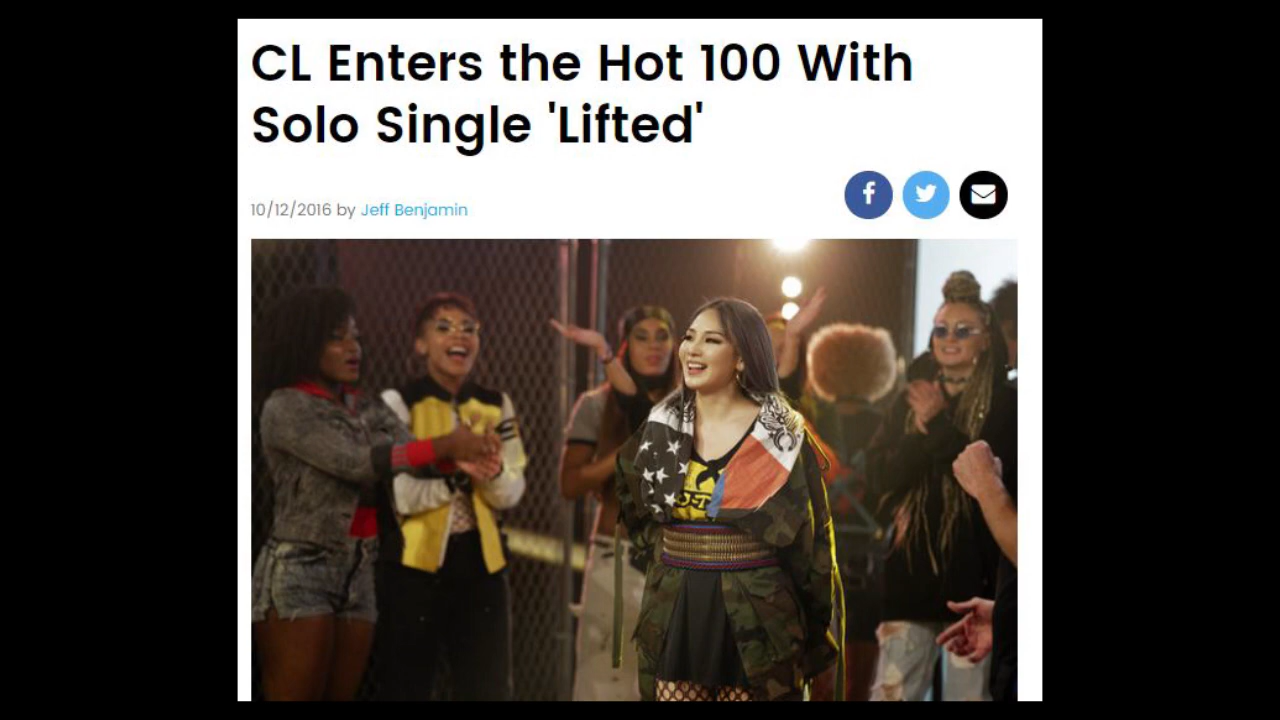 CL Enters the Hot 100 With
Solo Single 'Lifted'
10/12/2016 by Jeff Benjamin